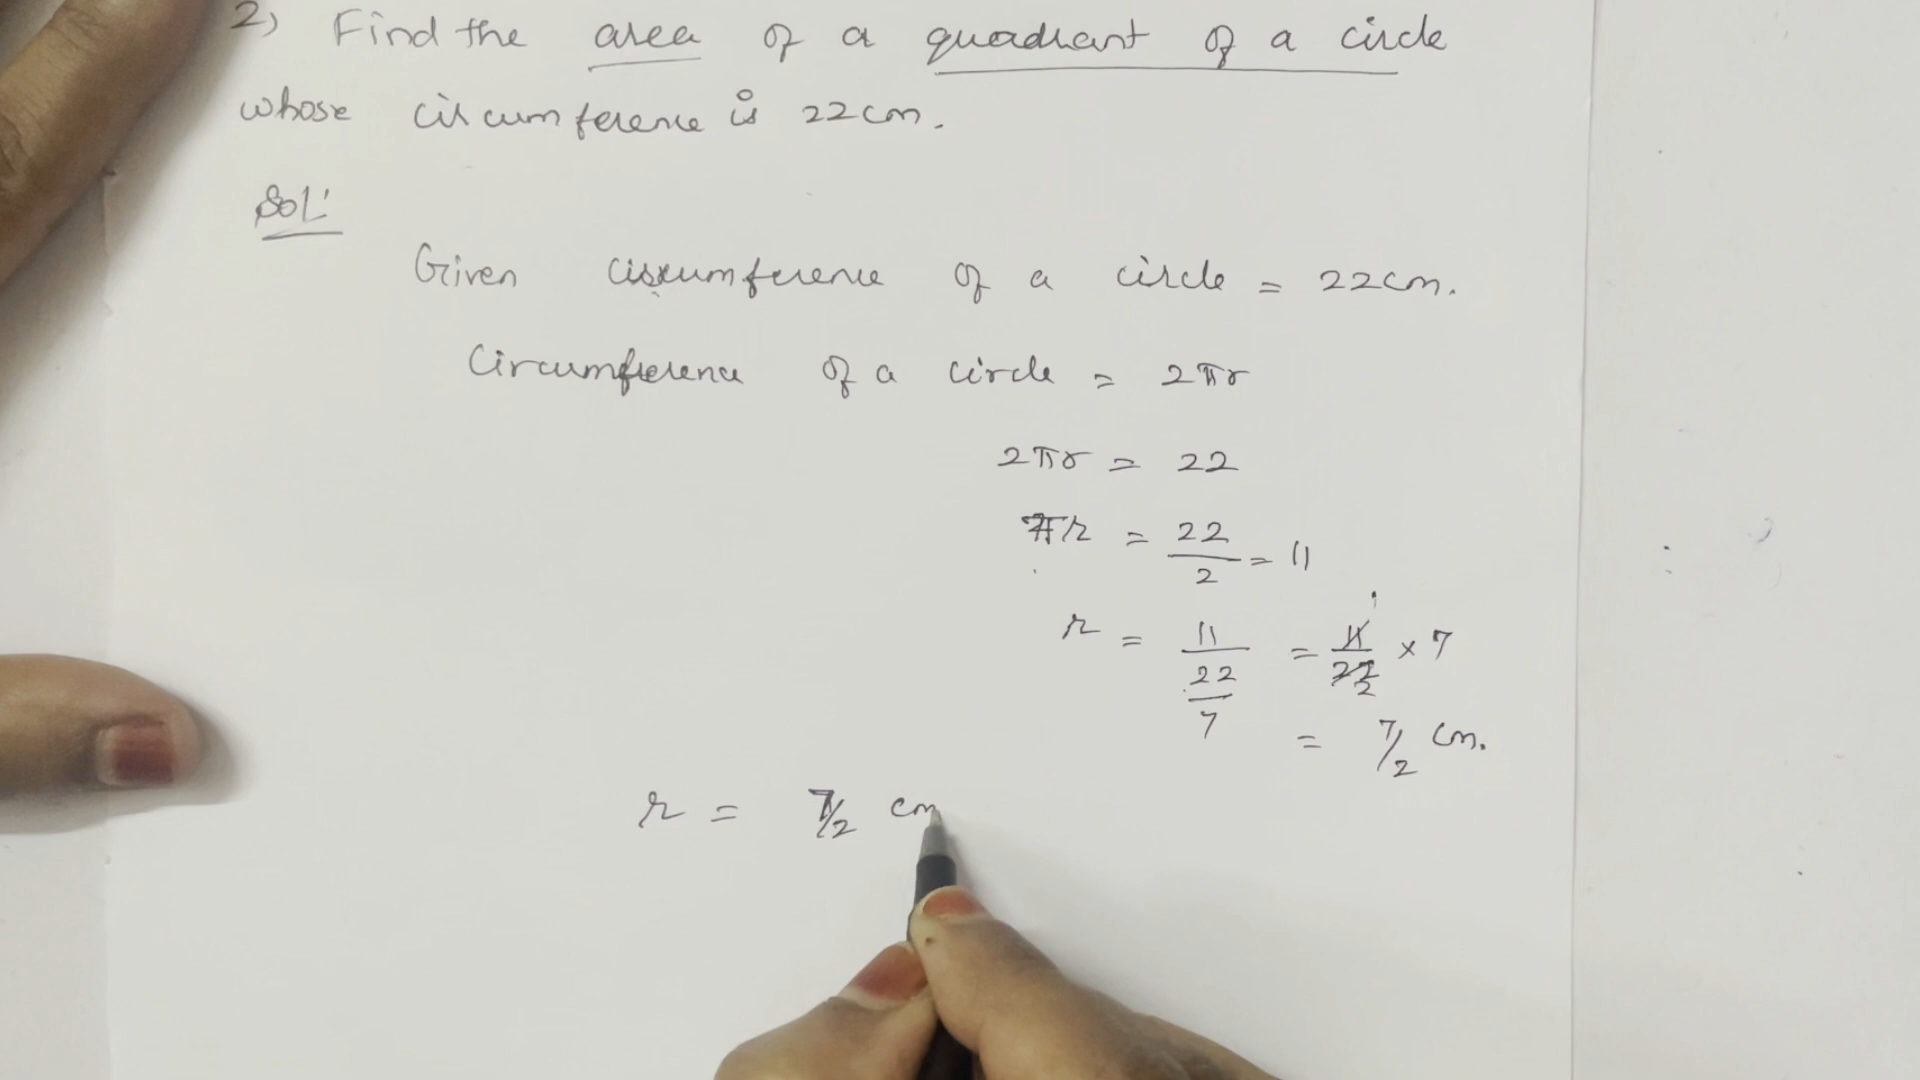 2) Find the area of a quadrant of a circle
whose circumference is 22cm.
Sol:
Given circumference of a circle = 22cm.
Circumference of a circle = 2πr
2πr = 22
πr = 22/2 = 11
r = 11/(22/7) = 11/22 × 7
= 7/2 cm.
r = 7/2 cm